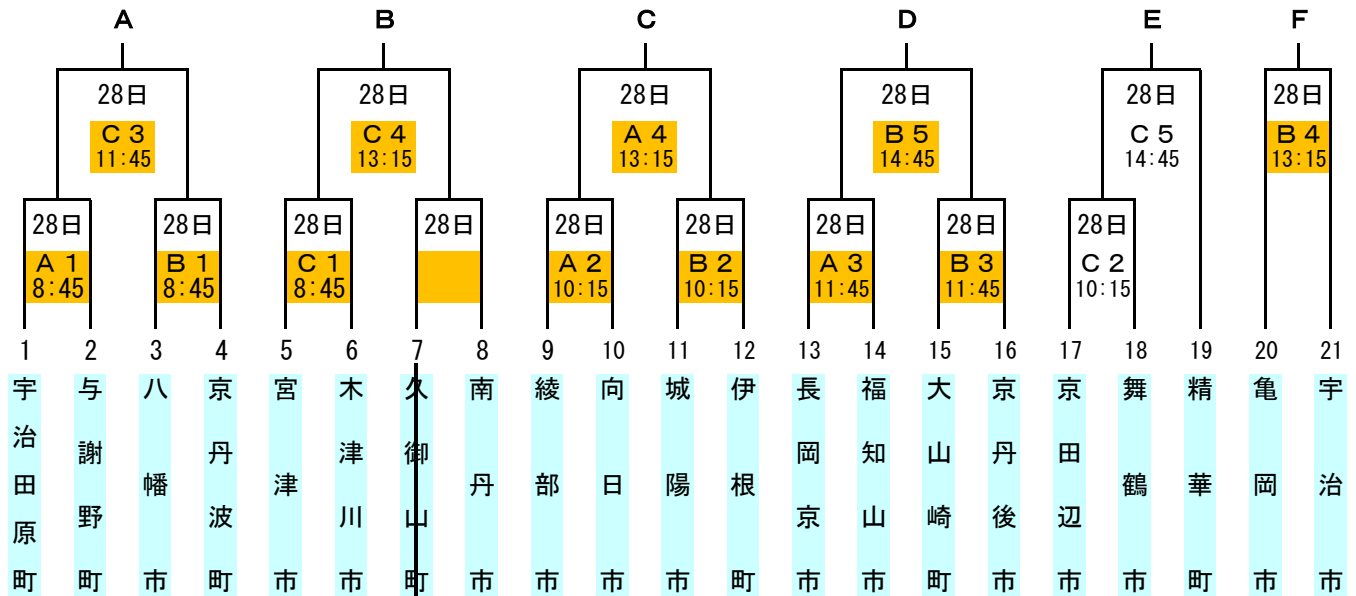 A B C D E F
28日 28日 28日 28日 28日 28日
C3 C4 A4 B5 C5 B4
11:45 13:15 13:15 14:45 14:45 13:15
28日 28日 28日 28日 28日 28日 28日 28日 28日
A1 B1 C1 A2 B2 A3 B3 C2
8:45 8:45 8:45 10:15 10:15 11:45 11:45 10:15
1 2 3 4 5 6 7 8 9 10 11 12 13 14 15 16 17 18 19 20 21
宇治田原町
与謝野町
八幡市
京丹波町
宮津市
木津川市
久御山町
南丹市
綾部市
向日市
城陽市
伊根町
長岡京市
福知山市
大山崎町
京丹後市
京田辺市
舞鶴市
精華町
亀岡市
宇治市